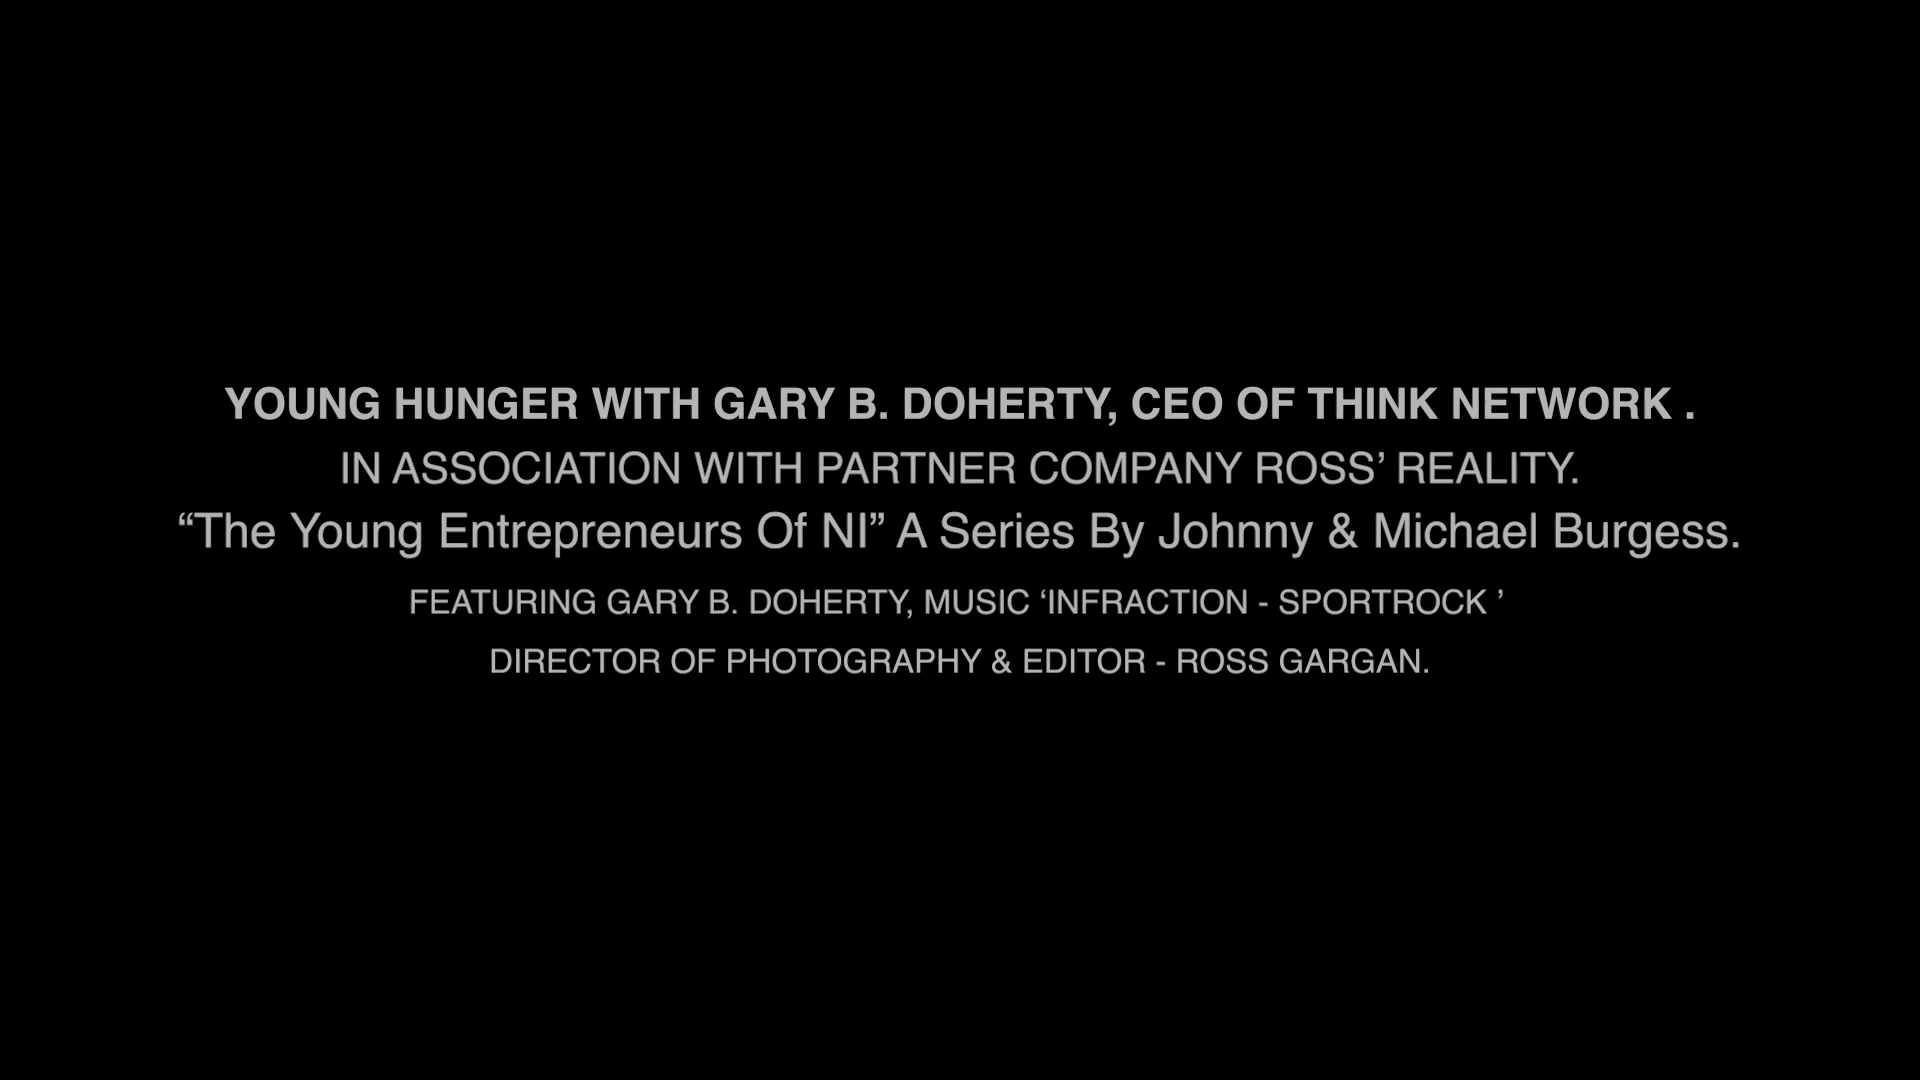 YOUNG HUNGER WITH GARY B. DOHERTY, CEO OF THINK NETWORK .
IN ASSOCIATION WITH PARTNER COMPANY ROSS’ REALITY.
“The Young Entrepreneurs Of NI” A Series By Johnny & Michael Burgess.
FEATURING GARY B. DOHERTY, MUSIC ‘INFRACTION - SPORTROCK ’
DIRECTOR OF PHOTOGRAPHY & EDITOR - ROSS GARGAN.